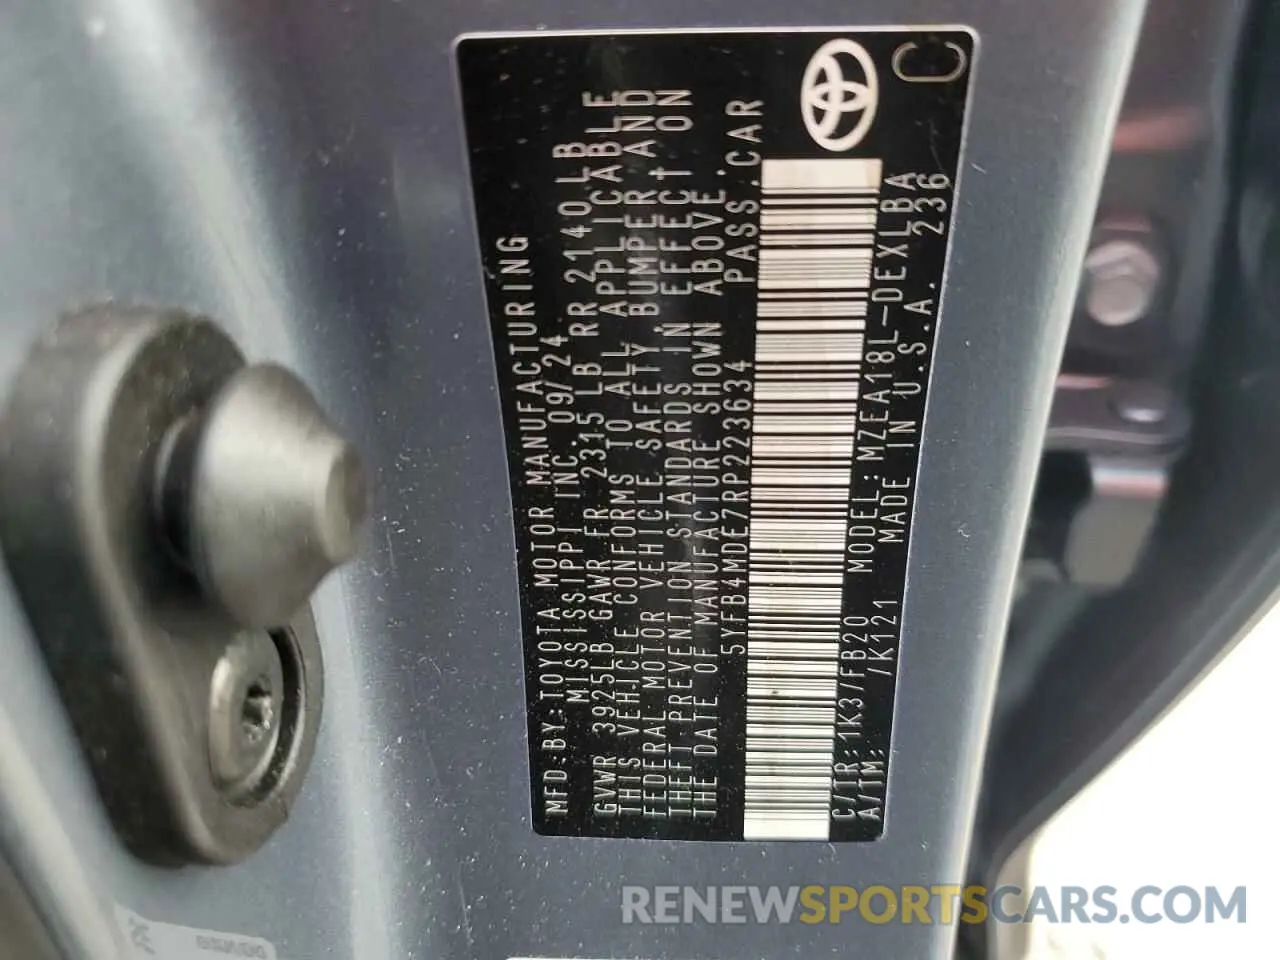 MFD.BY:TOYOTA MOTOR MANUFACTURING
MISSISSIPPI INC. 09/24
GVWR 3925LB GAWR FR 2315LB RR 2140LB
THIS VEHICLE CONFORMS TO ALL APPLICABLE
FEDERAL MOTOR VEHICLE SAFETY BUMPER AND
THEFT PREVENTION STANDARDS IN EFFECT ON
THE DATE OF MANUFACTURE SHOWN ABOVE.
5YFB4MDE7RP223634 PASS.CAR
C/TR:1K3/FB20 MODEL:MZEA18L-DEXLBA
A/TM: /K121 MADE IN U.S.A. 236
C
RENEWSPORTSCARS.COM